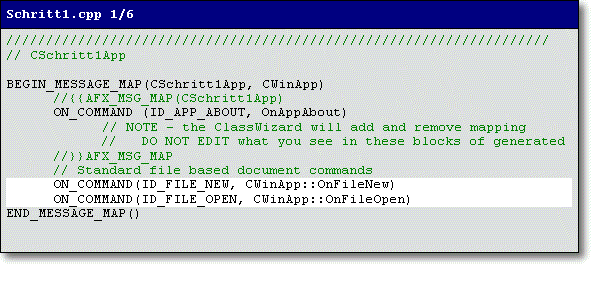 Schritt1.cpp 1/6
/////////////////////////////////////////////////////////////////////
// CSchritt1App
BEGIN_MESSAGE_MAP(CSchritt1App, CWinApp)
//{{AFX_MSG_MAP(CSchritt1App)
ON_COMMAND (ID_APP_ABOUT, OnAppAbout)
// NOTE - the ClassWizard will add and remove mapping
// DO NOT EDIT what you see in these blocks of generated
//}}AFX_MSG_MAP
// Standard file based document commands
ON_COMMAND(ID_FILE_NEW, CWinApp::OnFileNew)
ON_COMMAND(ID_FILE_OPEN, CWinApp::OnFileOpen)
END_MESSAGE_MAP()